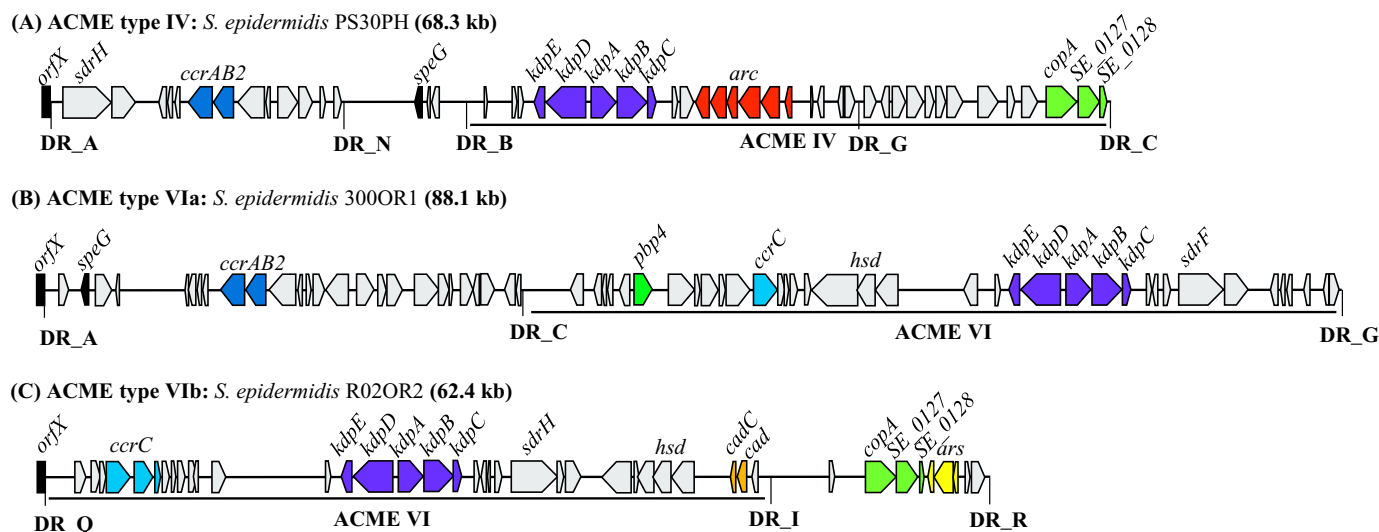 (A) ACME type IV: S. epidermidis PS30PH (68.3 kb)
orfX sdrH ccrAB2 speG kdpE kdpD kdpA kdpB kdpC arc copA SE_0127 SE_0128
DR_A DR_N DR_B ACME IV DR_G DR_C
(B) ACME type VIa: S. epidermidis 300OR1 (88.1 kb)
orfX speG ccrAB2 pbp4 ccrC hsd kdpE kdpD kdpA kdpB kdpC sdrF
DR_A DR_C ACME VI DR_G
(C) ACME type VIb: S. epidermidis R02OR2 (62.4 kb)
orfX ccrC kdpE kdpD kdpA kdpB kdpC sdrH hsd cadC cad copA SE_0127 SE_0128 ars
DR_Q ACME VI DR_I DR_R